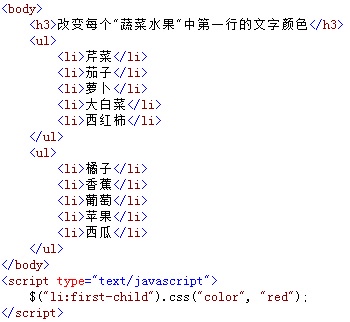 <body>
<h3>改变每个"蔬菜水果"中第一行的文字颜色</h3>
<ul>
<li>芹菜</li>
<li>茄子</li>
<li>萝卜</li>
<li>大白菜</li>
<li>西红柿</li>
</ul>
<ul>
<li>橘子</li>
<li>香蕉</li>
<li>葡萄</li>
<li>苹果</li>
<li>西瓜</li>
</ul>
</body>
<script type="text/javascript">
$("li:first-child").css("color", "red");
</script>